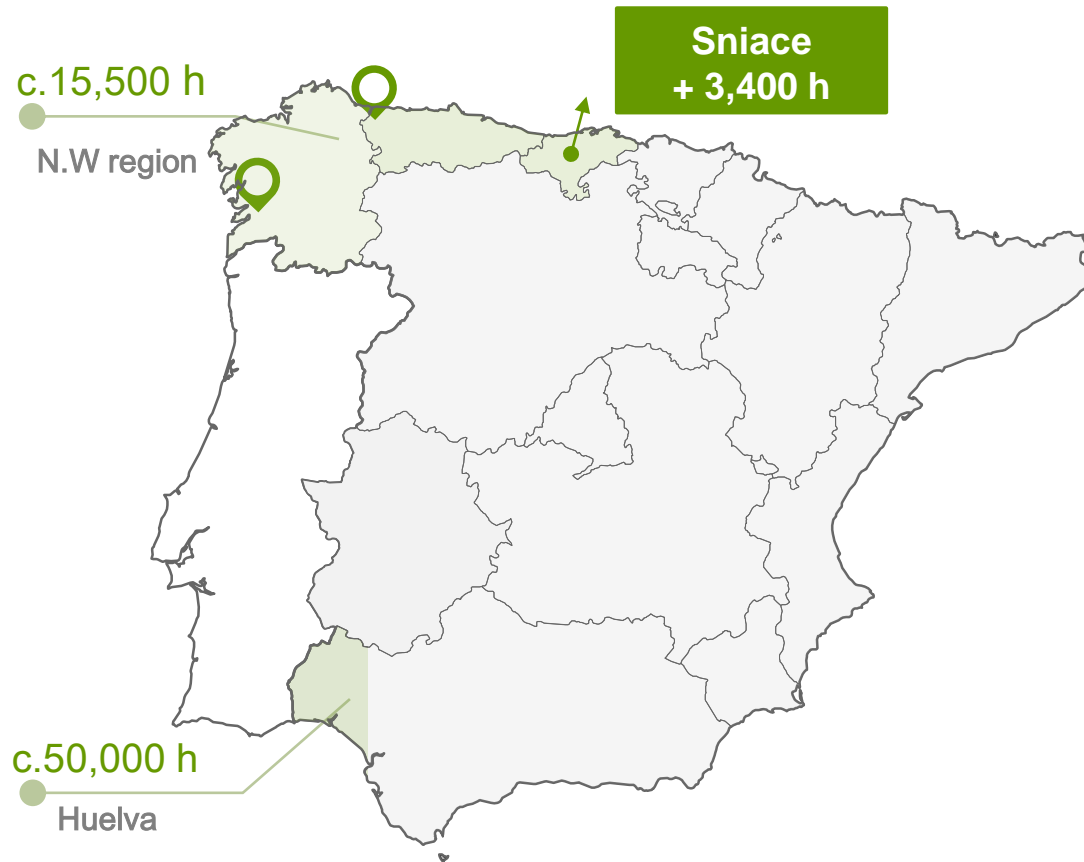 Sniace
+ 3,400 h
c.15,500 h
N.W region
c.50,000 h
Huelva